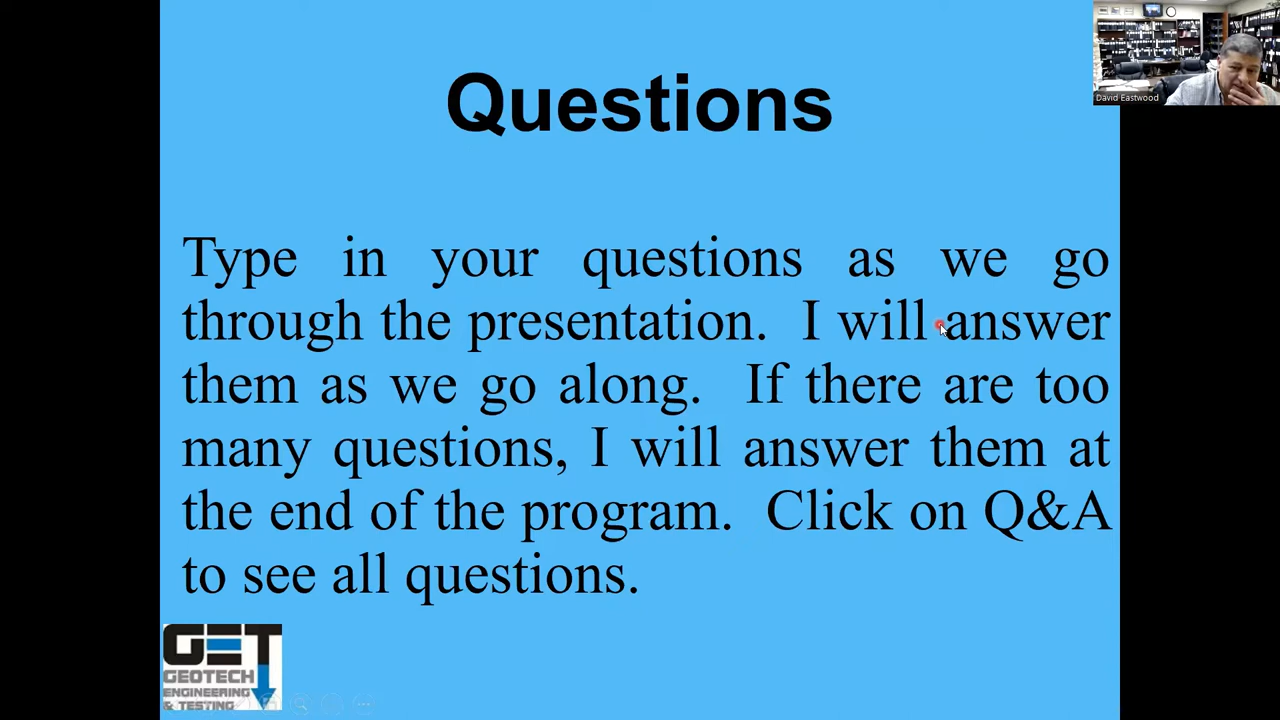 David Eastwood
Questions
Type in your questions as we go
through the presentation. I will answer
them as we go along. If there are too
many questions, I will answer them at
the end of the program. Click on Q&A
to see all questions.
GET
GEOTECH
ENGINEERING
& TESTING